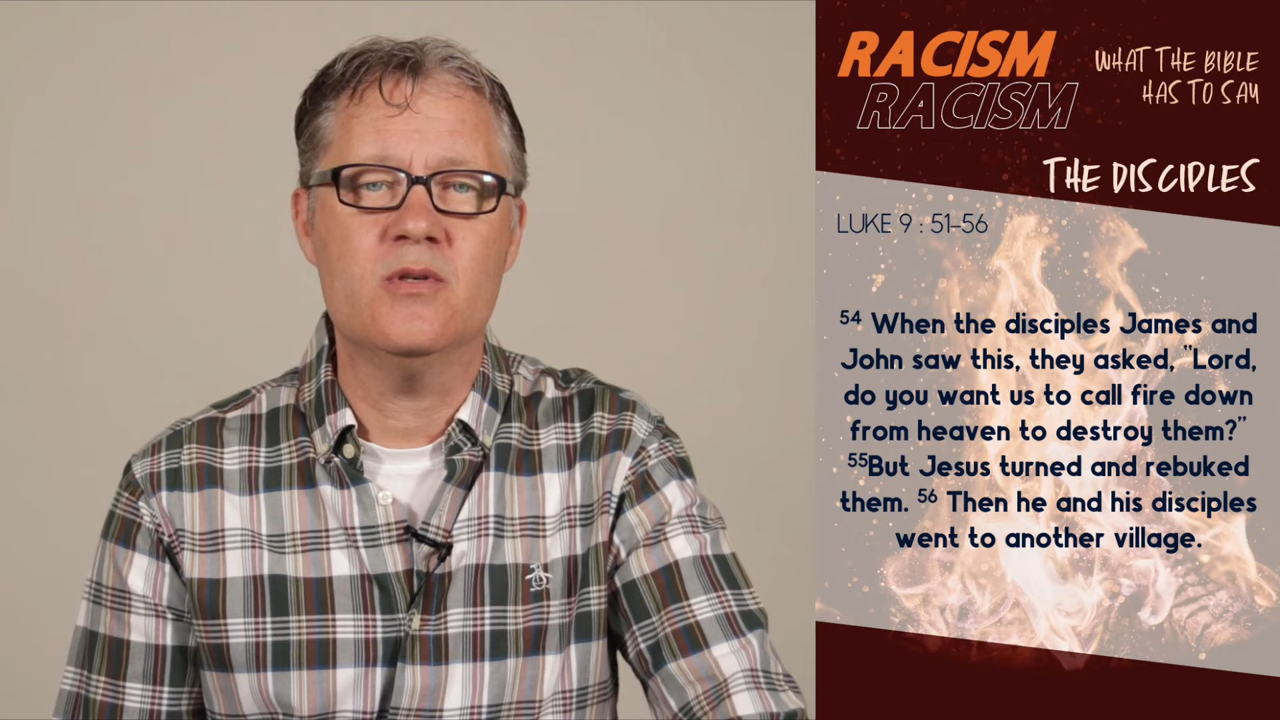 RACISM
RACISM
WHAT THE BIBLE
HAS TO SAY
THE DISCIPLES
LUKE 9 : 51-56
54 When the disciples James and
John saw this, they asked, "Lord,
do you want us to call fire down
from heaven to destroy them?"
55But Jesus turned and rebuked
them. 56 Then he and his disciples
went to another village.